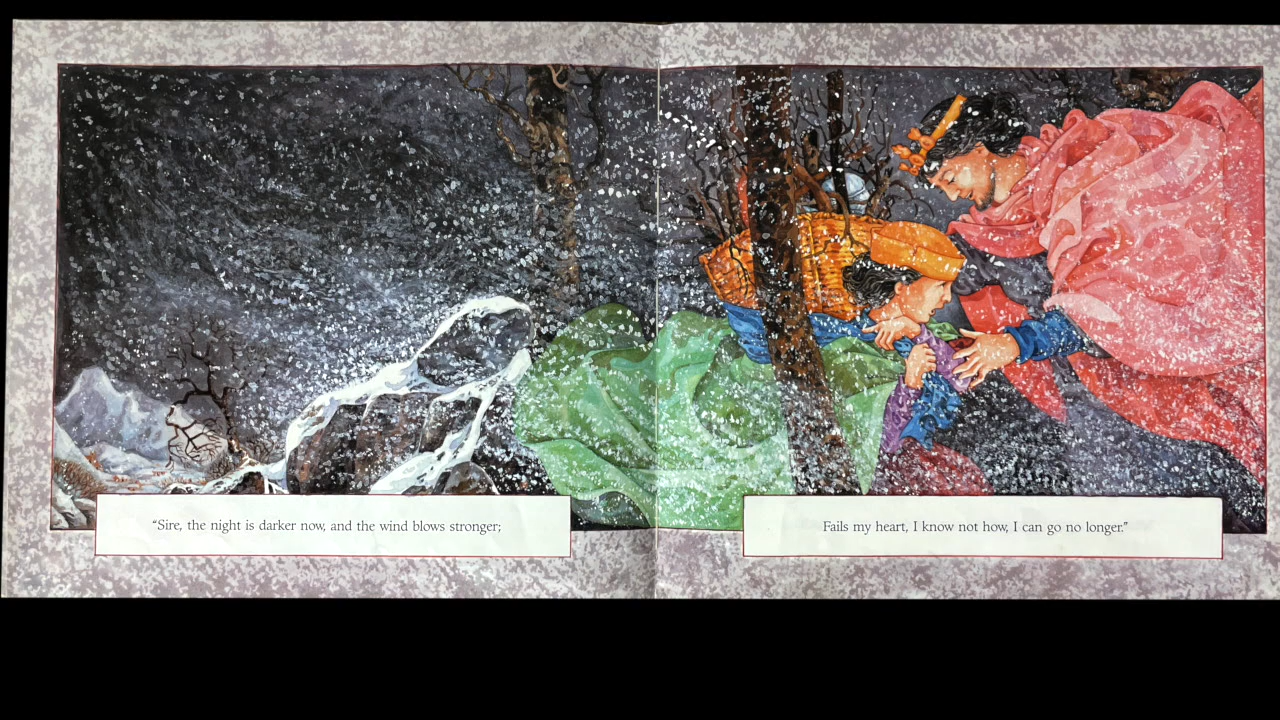 “Sire, the night is darker now, and the wind blows stronger;
Fails my heart, I know not how, I can go no longer.”